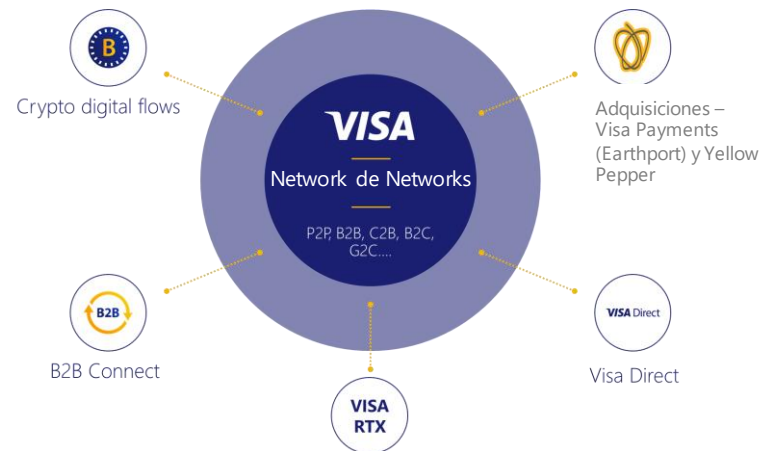 B
Crypto digital flows
VISA
Network de Networks
P2P, B2B, C2B, B2C,
G2C....
Adquisiciones –
Visa Payments
(Earthport) y Yellow
Pepper
B2B
B2B Connect
VISA
RTX
VISA Direct
Visa Direct